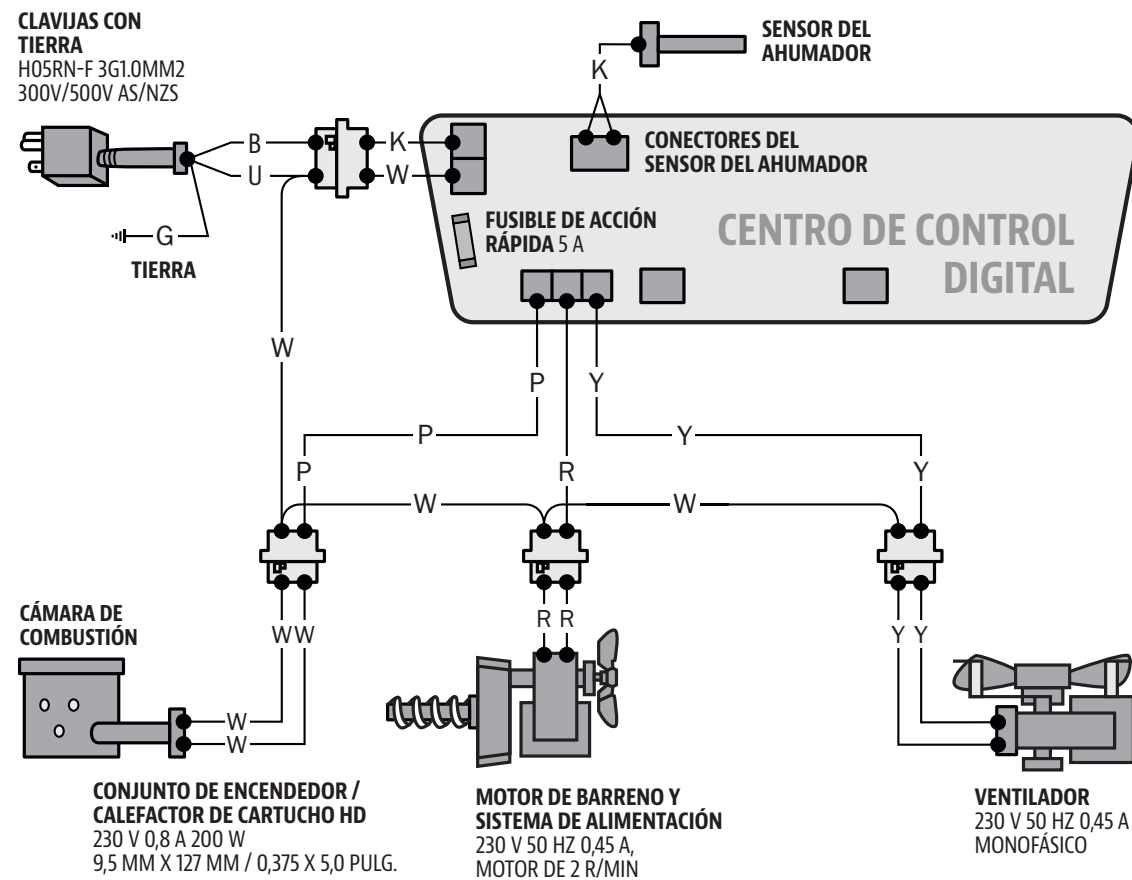 CLAVIJAS CON
TIERRA
H05RN-F 3G1.0MM2
300V/500V AS/NZS
SENSOR DEL
AHUMADOR
K
B
K
U
W
CONECTORES DEL
SENSOR DEL AHUMADOR
G
TIERRA
FUSIBLE DE ACCIÓN
RÁPIDA 5 A
CENTRO DE CONTROL
DIGITAL
W
P
Y
P
Y
P
R
Y
W
W
CÁMARA DE
COMBUSTIÓN
W W
R R
Y Y
W
W
CONJUNTO DE ENCENDEDOR /
CALEFACTOR DE CARTUCHO HD
230 V 0,8 A 200 W
9,5 MM X 127 MM / 0,375 X 5,0 PULG.
MOTOR DE BARRENO Y
SISTEMA DE ALIMENTACIÓN
230 V 50 HZ 0,45 A,
MOTOR DE 2 R/MIN
VENTILADOR
230 V 50 HZ 0,45 A
MONOFÁSICO